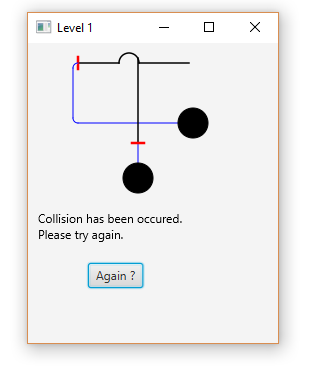 Level 1
Collision has been occured.
Please try again.
Again ?